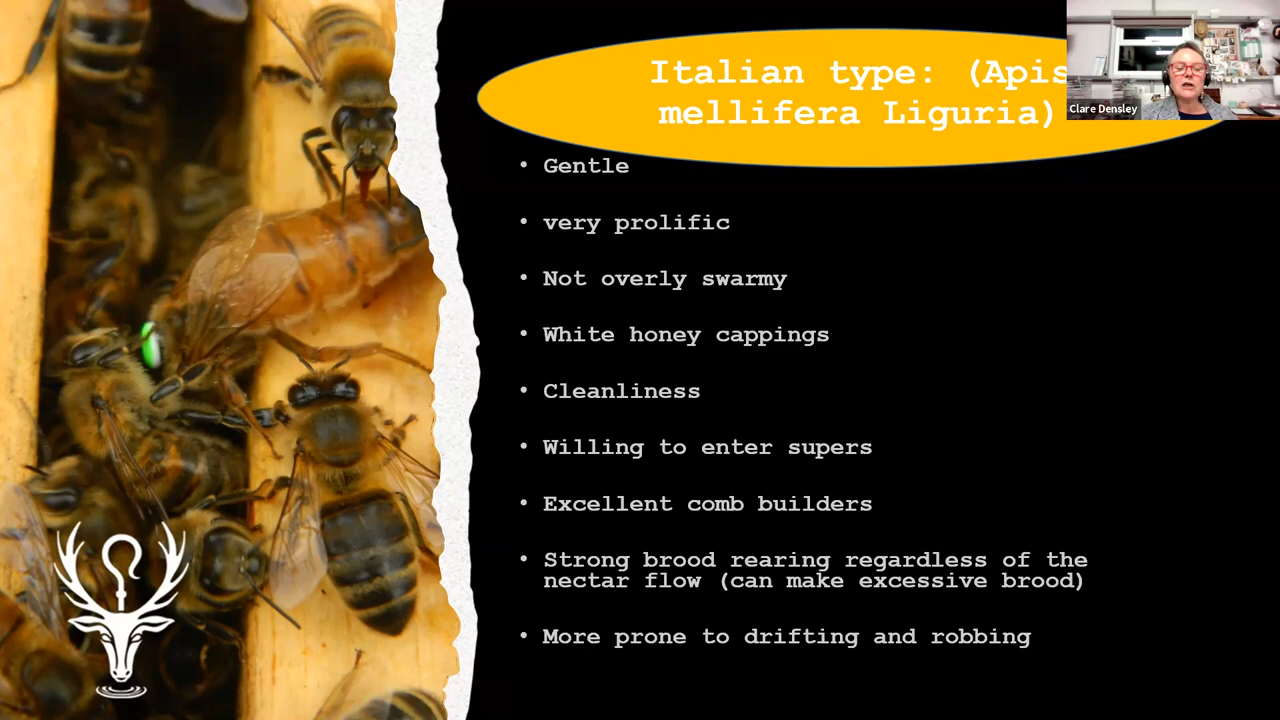 Italian type: (Apis
mellifera Liguria)
Clare Densley
• Gentle
• very prolific
• Not overly swarmy
• White honey cappings
• Cleanliness
• Willing to enter supers
• Excellent comb builders
• Strong brood rearing regardless of the
nectar flow (can make excessive brood)
• More prone to drifting and robbing